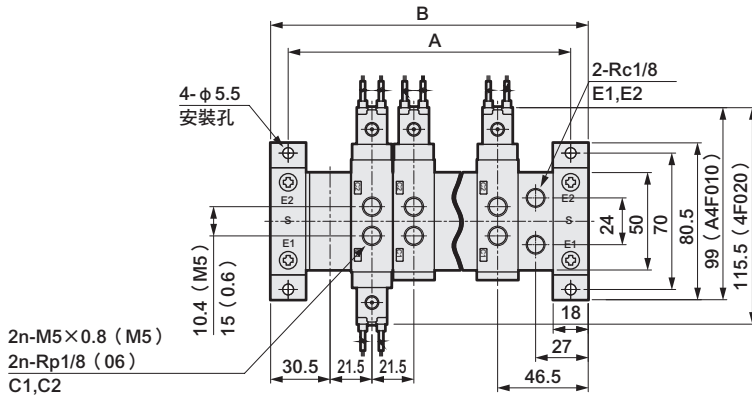 B
A
2-Rc1/8
E1,E2
4-φ5.5
安裝孔
E2
S
E1
E2
S
E1
10.4（M5）
15（0.6）
24
50
70
80.5
99（A4F010）
115.5（4F020）
18
27
46.5
30.5
21.5
21.5
2n-M5×0.8（M5）
2n-Rp1/8（06）
C1,C2